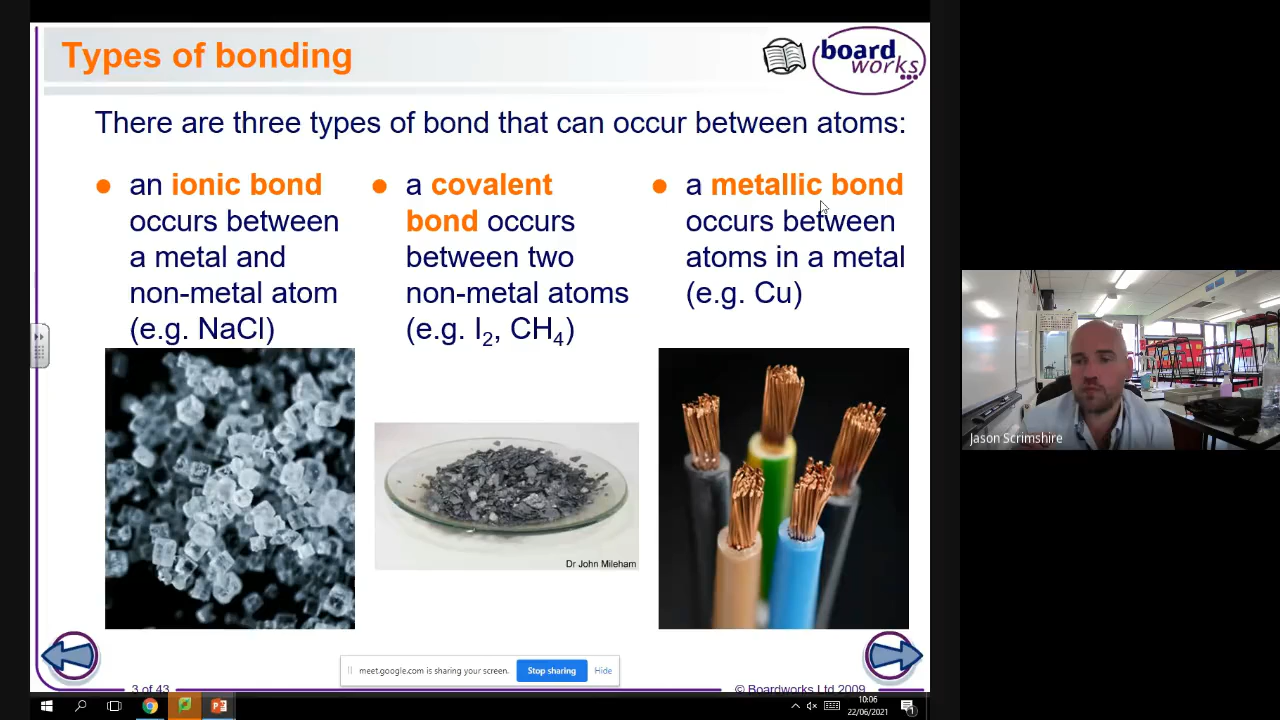 Types of bonding
board
works
There are three types of bond that can occur between atoms:
an ionic bond
occurs between
a metal and
non-metal atom
(e.g. NaCl)
a covalent
bond occurs
between two
non-metal atoms
(e.g. I₂, CH₄)
a metallic bond
occurs between
atoms in a metal
(e.g. Cu)
Dr John Mileham
Jason Scrimshire
meet.google.com is sharing your screen.
Stop sharing
Hide
3 of 43
© Boardworks Ltd 2009
10:06
22/06/2021
1